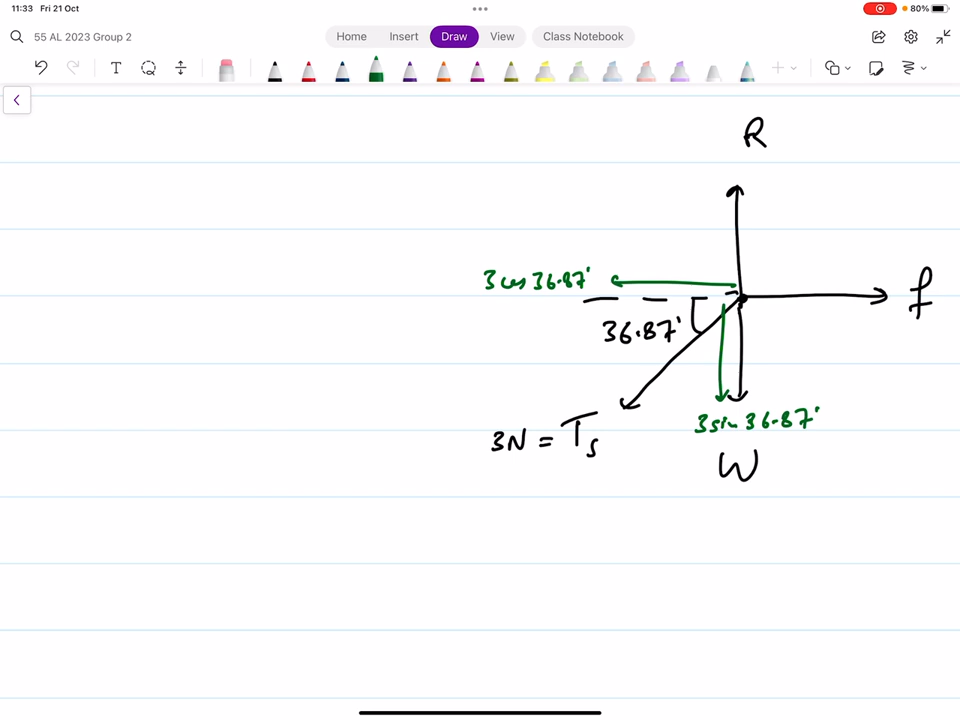 11:33 Fri 21 Oct
80%
55 AL 2023 Group 2
Home Insert Draw View Class Notebook
R
3 cos 36.87°
f
36.87°
3 sin 36.87°
3N = Ts
W